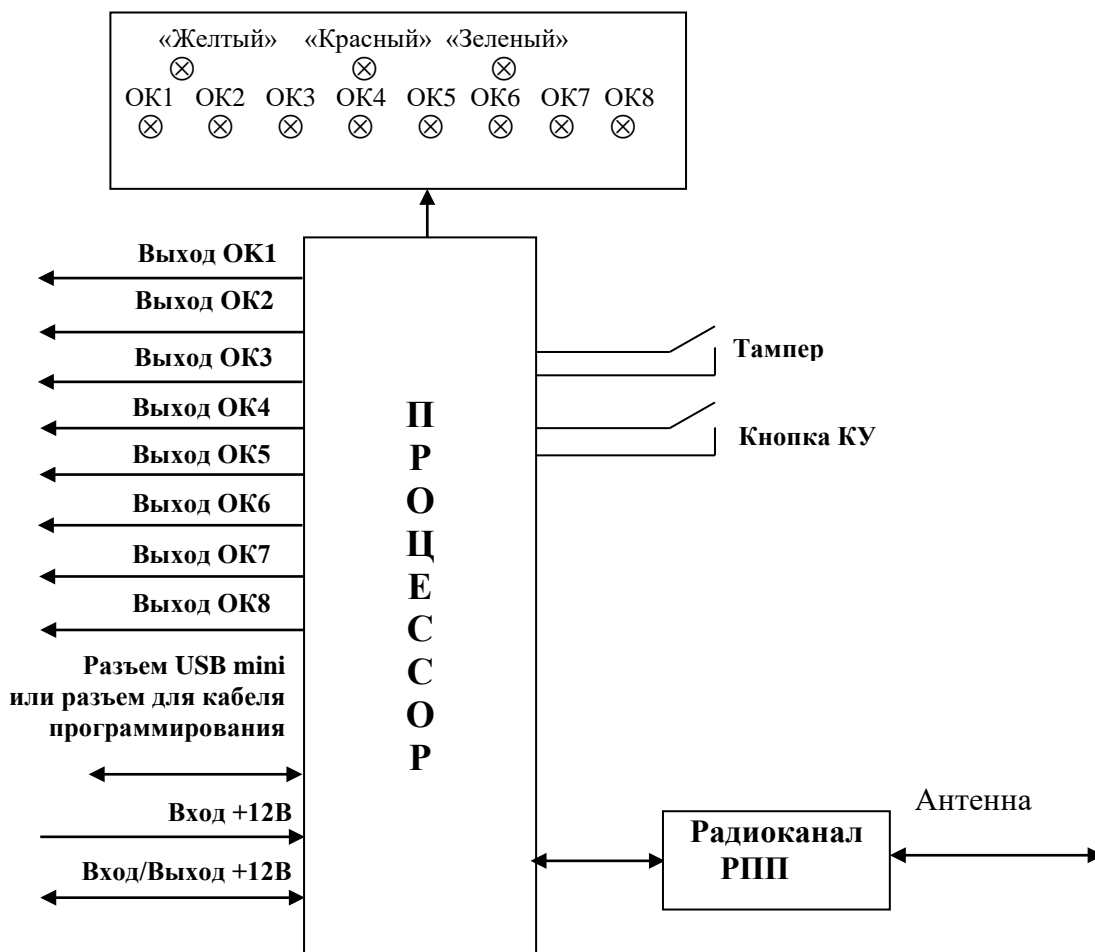 «Желтый» «Красный» «Зеленый»
ОК1 ОК2 ОК3 ОК4 ОК5 ОК6 ОК7 ОК8
Выход ОК1
Выход ОК2
Выход ОК3
Выход ОК4
Выход ОК5
Выход ОК6
Выход ОК7
Выход ОК8
Разъем USB mini
или разъем для кабеля
программирования
Вход +12В
Вход/Выход +12В
ПРОЦЕССОР
Тампер
Кнопка КУ
Радиоканал
РПП
Антенна